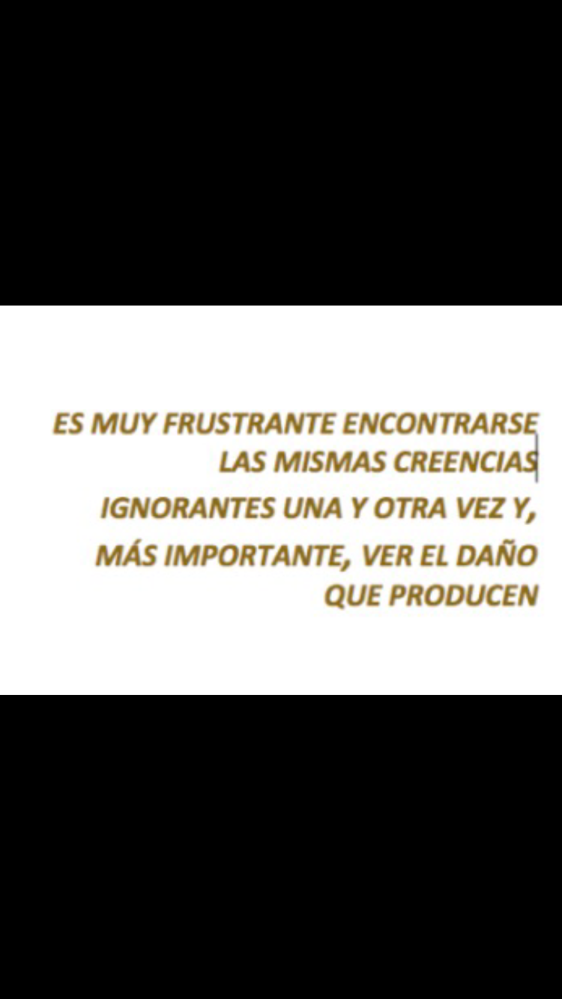 ES MUY FRUSTRANTE ENCONTRARSE
LAS MISMAS CREENCIAS
IGNORANTES UNA Y OTRA VEZ Y,
MÁS IMPORTANTE, VER EL DAÑO
QUE PRODUCEN